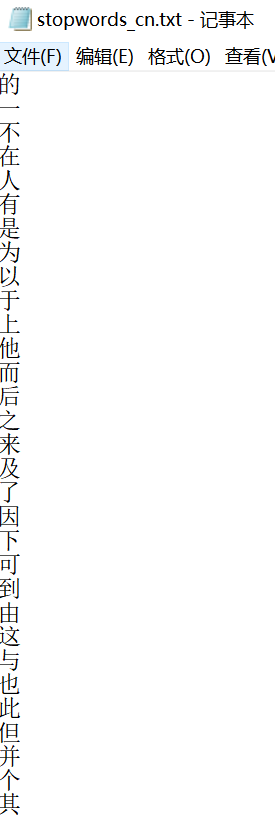 stopwords_cn.txt - 记事本
文件(F) 编辑(E) 格式(O) 查看(V
的
一
不
在
人
有
是
为
以
于
上
他
而
后
之
来
及
了
因
下
可
到
由
这
与
也
此
但
并
个
其